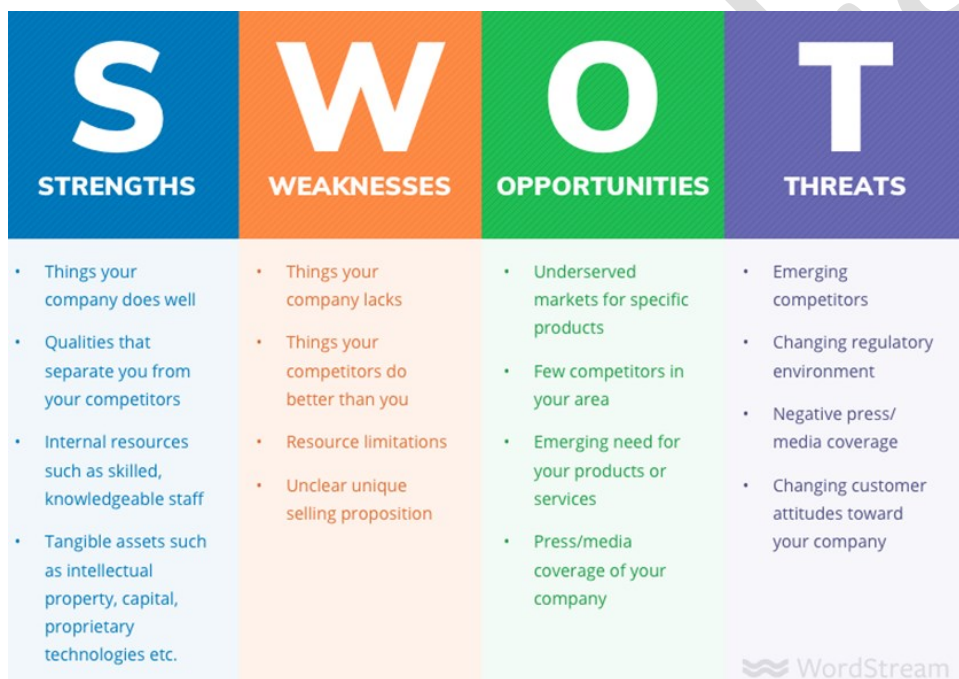 S
STRENGTHS
• Things your
company does well
• Qualities that
separate you from
your competitors
• Internal resources
such as skilled,
knowledgeable staff
• Tangible assets such
as intellectual
property, capital,
proprietary
technologies etc.
W
WEAKNESSES
• Things your
company lacks
• Things your
competitors do
better than you
• Resource limitations
• Unclear unique
selling proposition
O
OPPORTUNITIES
• Underserved
markets for specific
products
• Few competitors in
your area
• Emerging need for
your products or
services
• Press/media
coverage of your
company
T
THREATS
• Emerging
competitors
• Changing regulatory
environment
• Negative press/
media coverage
• Changing customer
attitudes toward
your company
WordStream